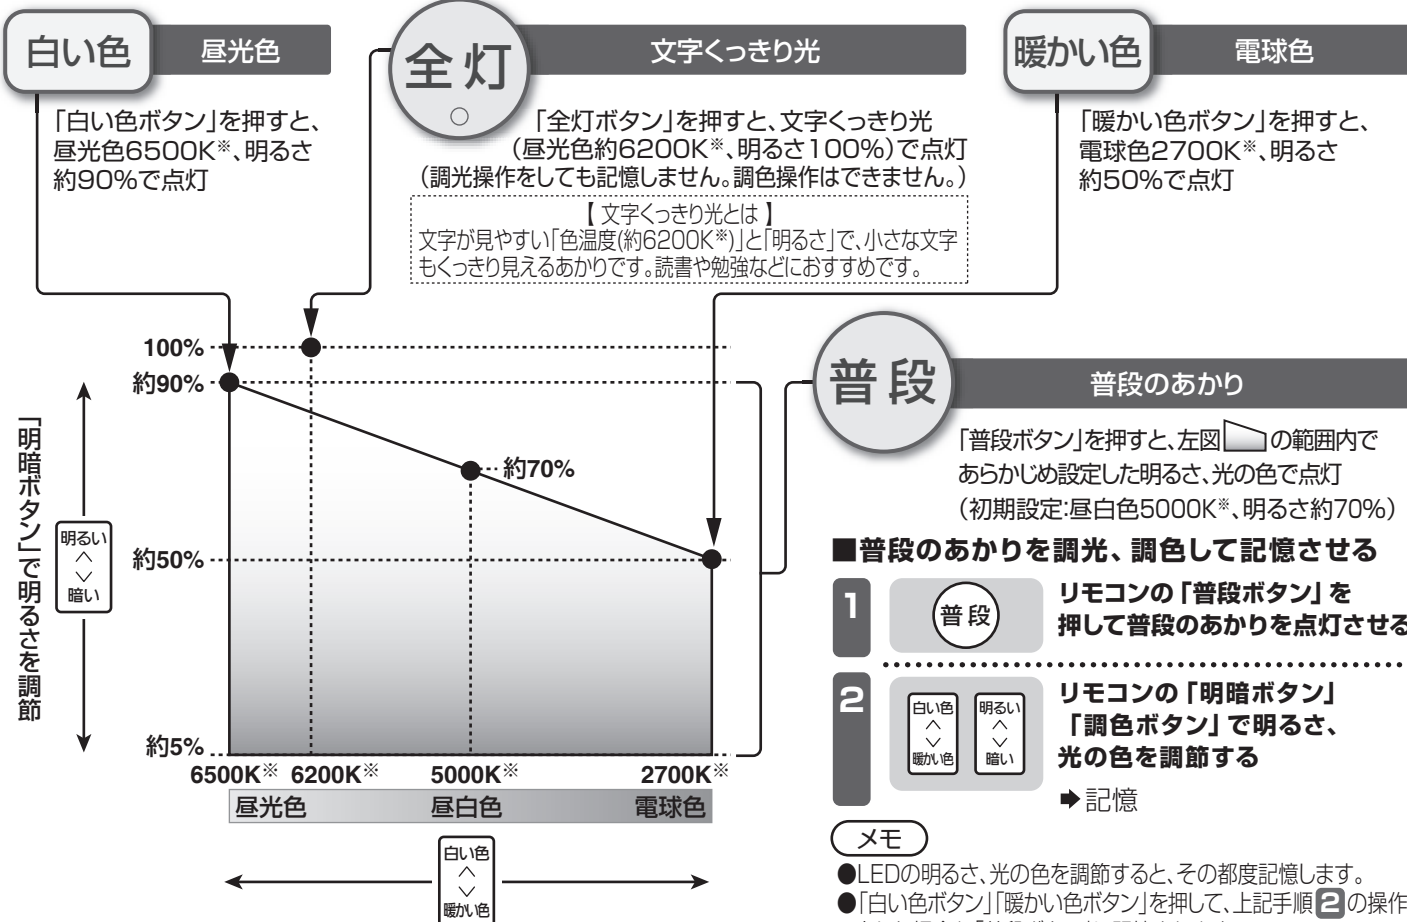 白い色
昼光色
「白い色ボタン」を押すと、
昼光色6500K※、明るさ
約90%で点灯
全灯
文字くっきり光
「全灯ボタン」を押すと、文字くっきり光
(昼光色約6200K※、明るさ100%)で点灯
(調光操作をしても記憶しません。調色操作はできません。)
【 文字くっきり光とは 】
文字が見やすい「色温度(約6200K※)」と「明るさ」で、小さな文字
もくっきり見えるあかりです。読書や勉強などにおすすめです。
暖かい色
電球色
「暖かい色ボタン」を押すと、
電球色2700K※、明るさ
約50%で点灯
100%
約90%
約70%
約50%
約5%
「明暗ボタン」で明るさを調節
明るい
暗い
6500K※ 6200K※ 5000K※ 2700K※
昼光色 昼白色 電球色
白い色
暖かい色
普段
普段のあかり
「普段ボタン」を押すと、左図の範囲内で
あらかじめ設定した明るさ、光の色で点灯
(初期設定:昼白色5000K※、明るさ約70%)
■普段のあかりを調光、調色して記憶させる
1
普段
リモコンの「普段ボタン」を
押して普段のあかりを点灯させる
2
白い色 明るい
暖かい色 暗い
リモコンの「明暗ボタン」
「調色ボタン」で明るさ、
光の色を調節する
➡記憶
メモ
●LEDの明るさ、光の色を調節すると、その都度記憶します。
●「白い色ボタン」「暖かい色ボタン」を押して、上記手順2の操作